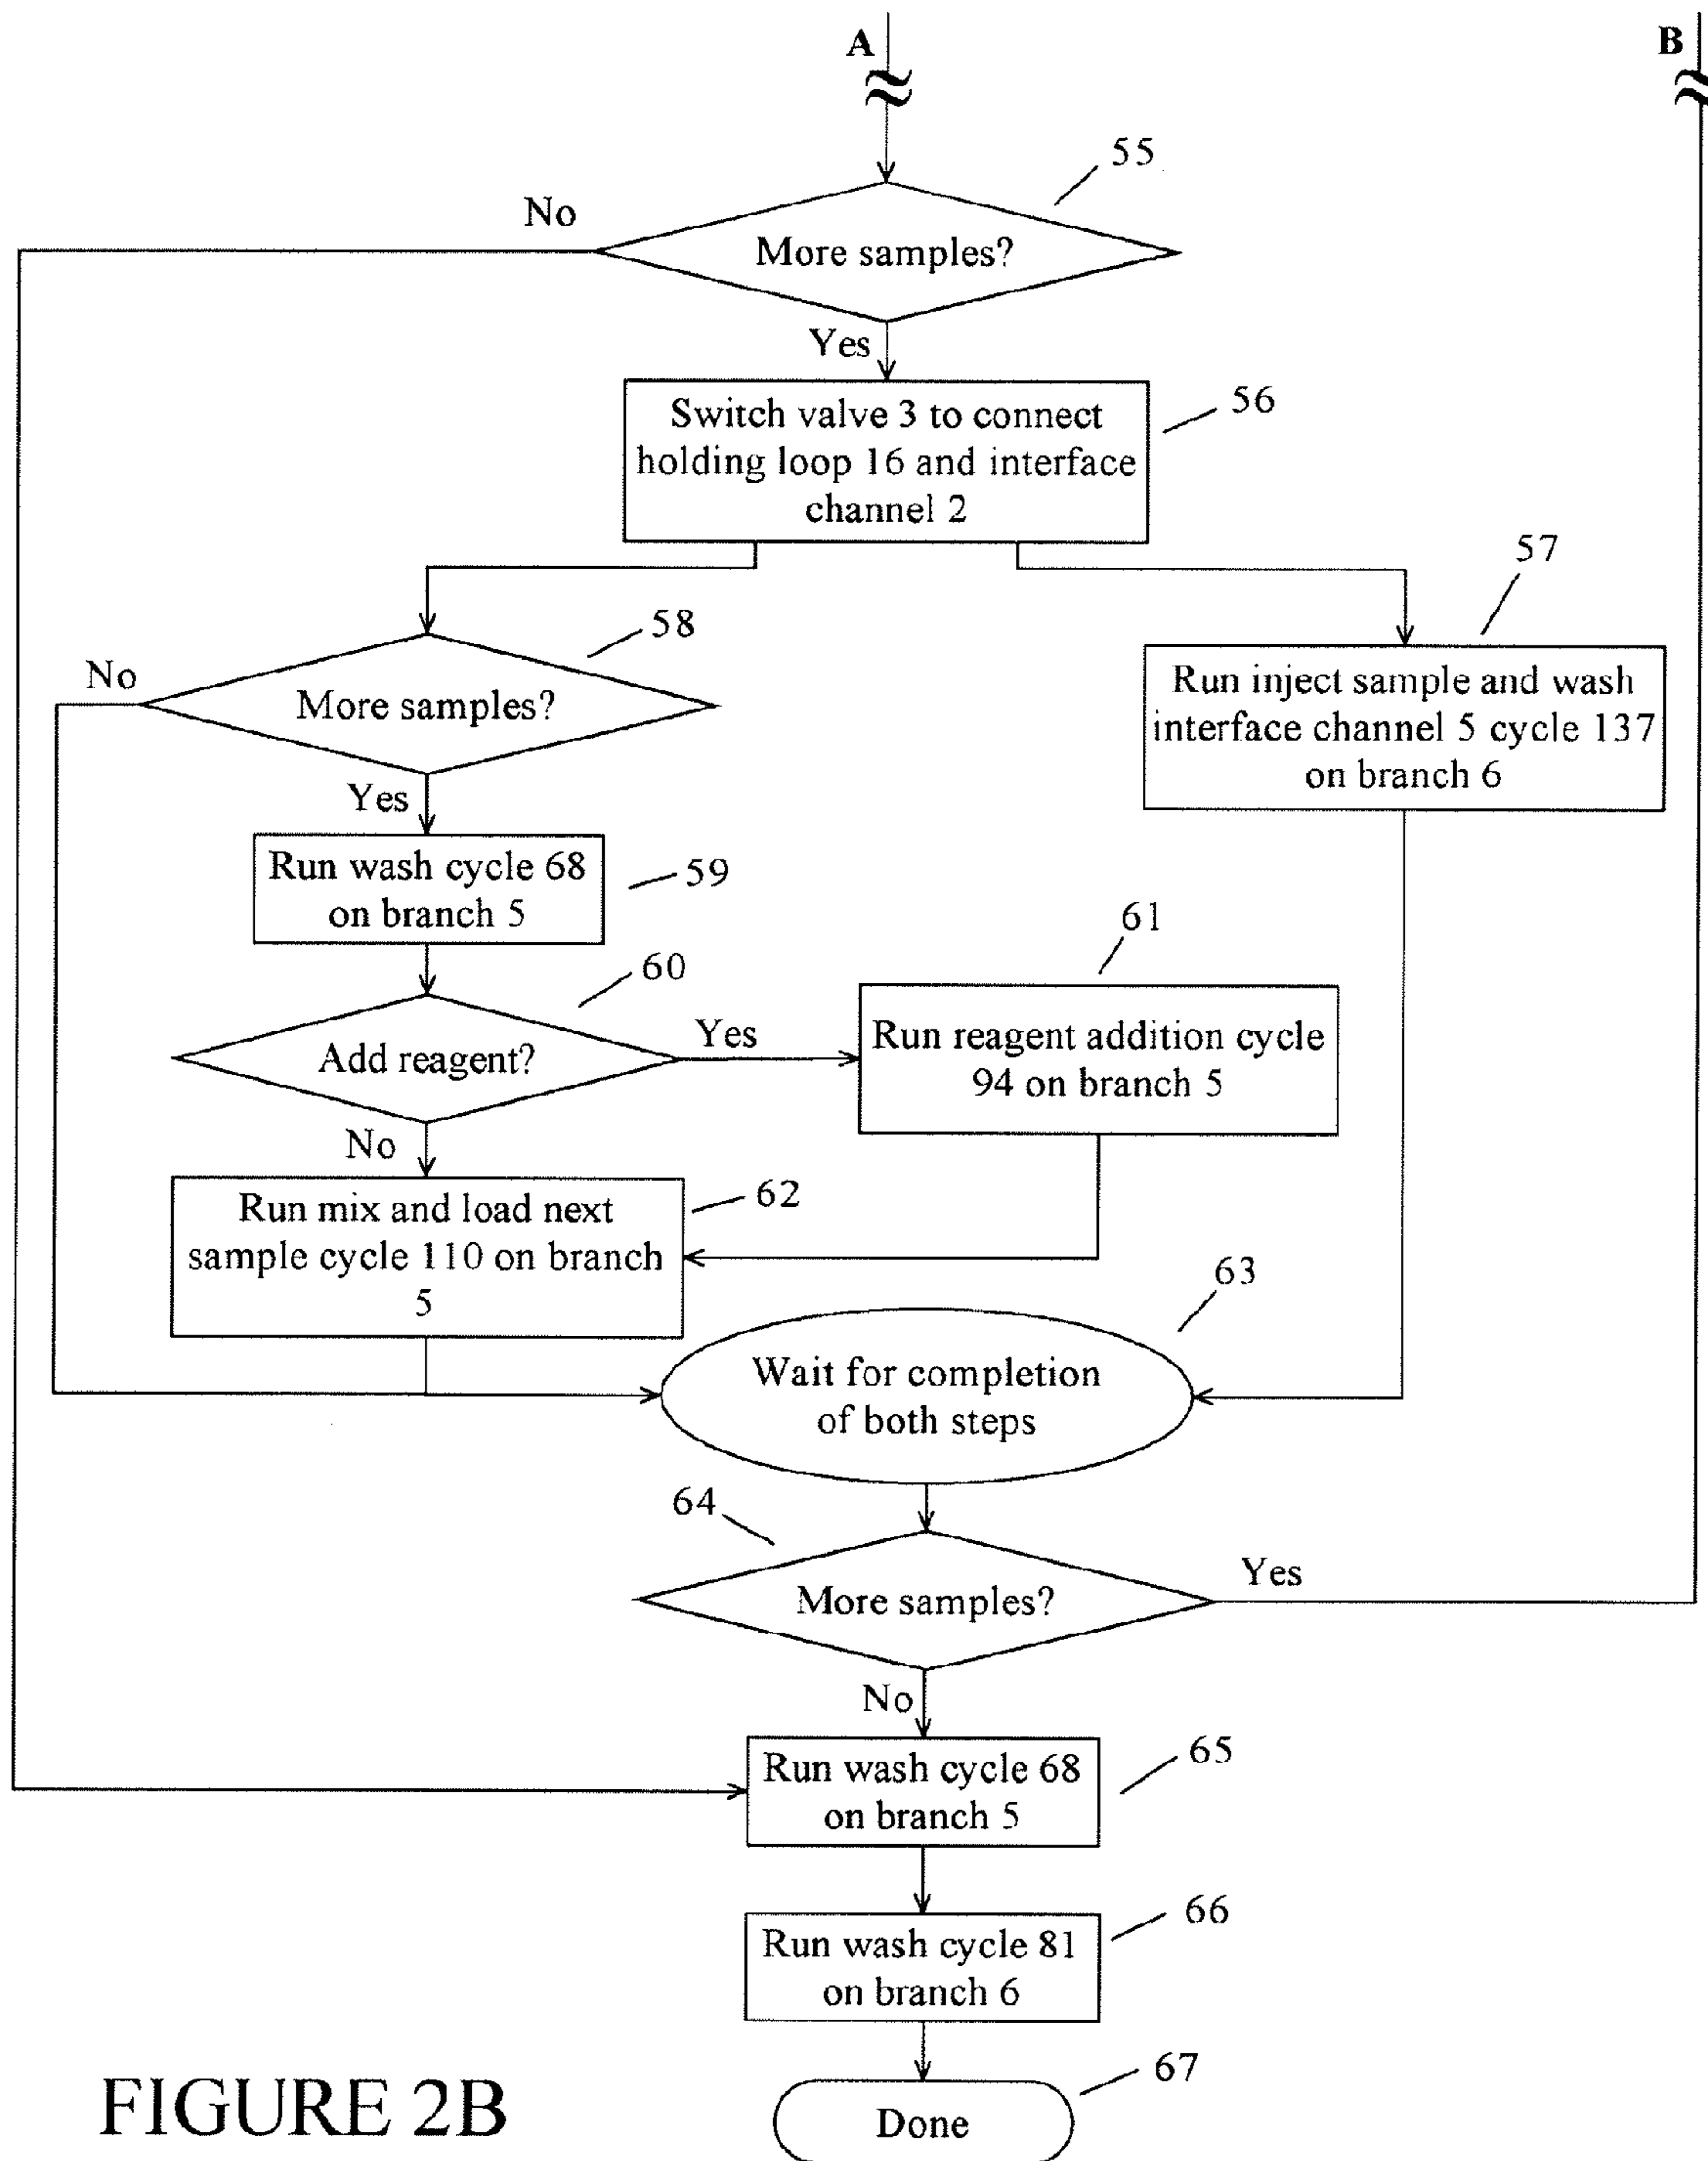 A
B
55
No
More samples?
Yes
56
Switch valve 3 to connect
holding loop 16 and interface
channel 2
57
58
No
More samples?
Run inject sample and wash
interface channel 5 cycle 137
on branch 6
Yes
Run wash cycle 68
on branch 5
59
61
60
Add reagent?
Yes
Run reagent addition cycle
94 on branch 5
No
62
Run mix and load next
sample cycle 110 on branch
5
63
Wait for completion
of both steps
64
More samples?
Yes
No
65
Run wash cycle 68
on branch 5
66
Run wash cycle 81
on branch 6
67
Done
FIGURE 2B